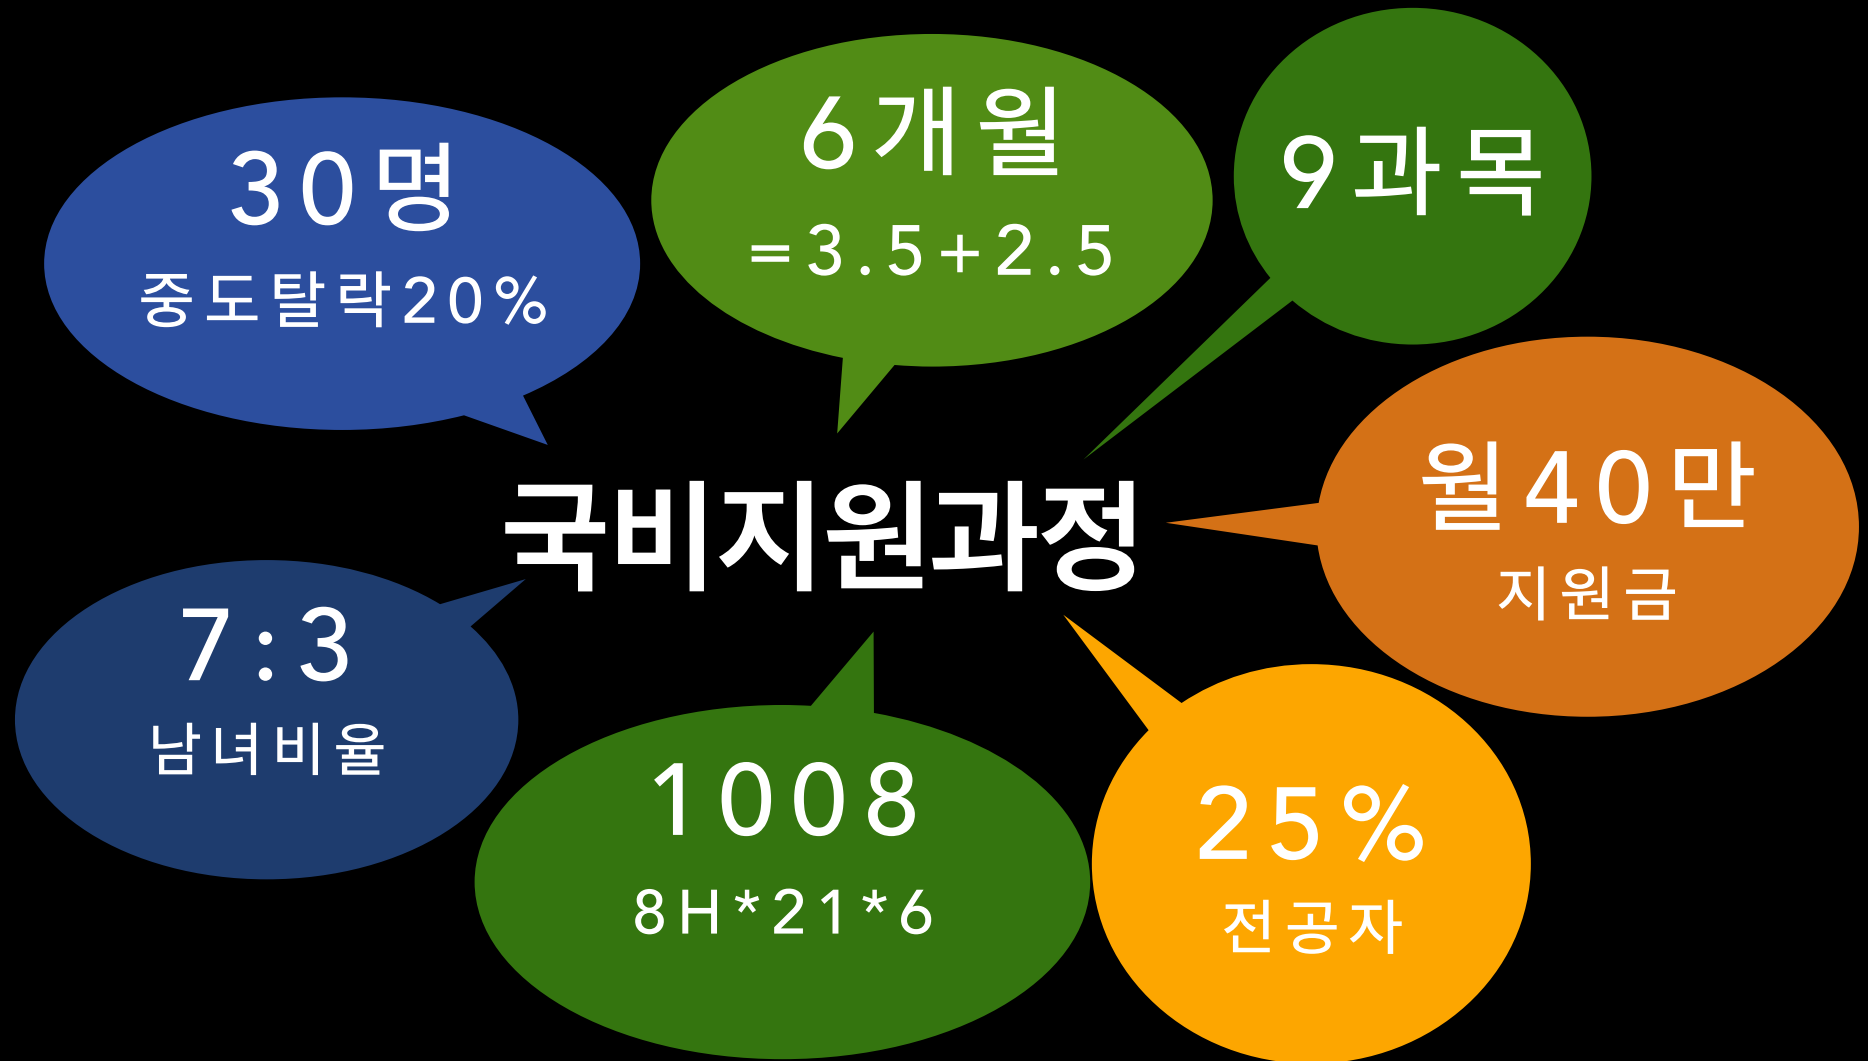 30명
중도탈락20%
6개월
=3.5+2.5
9과목
월40만
지원금
국비지원과정
7:3
남녀비율
1008
8H*21*6
25%
전공자